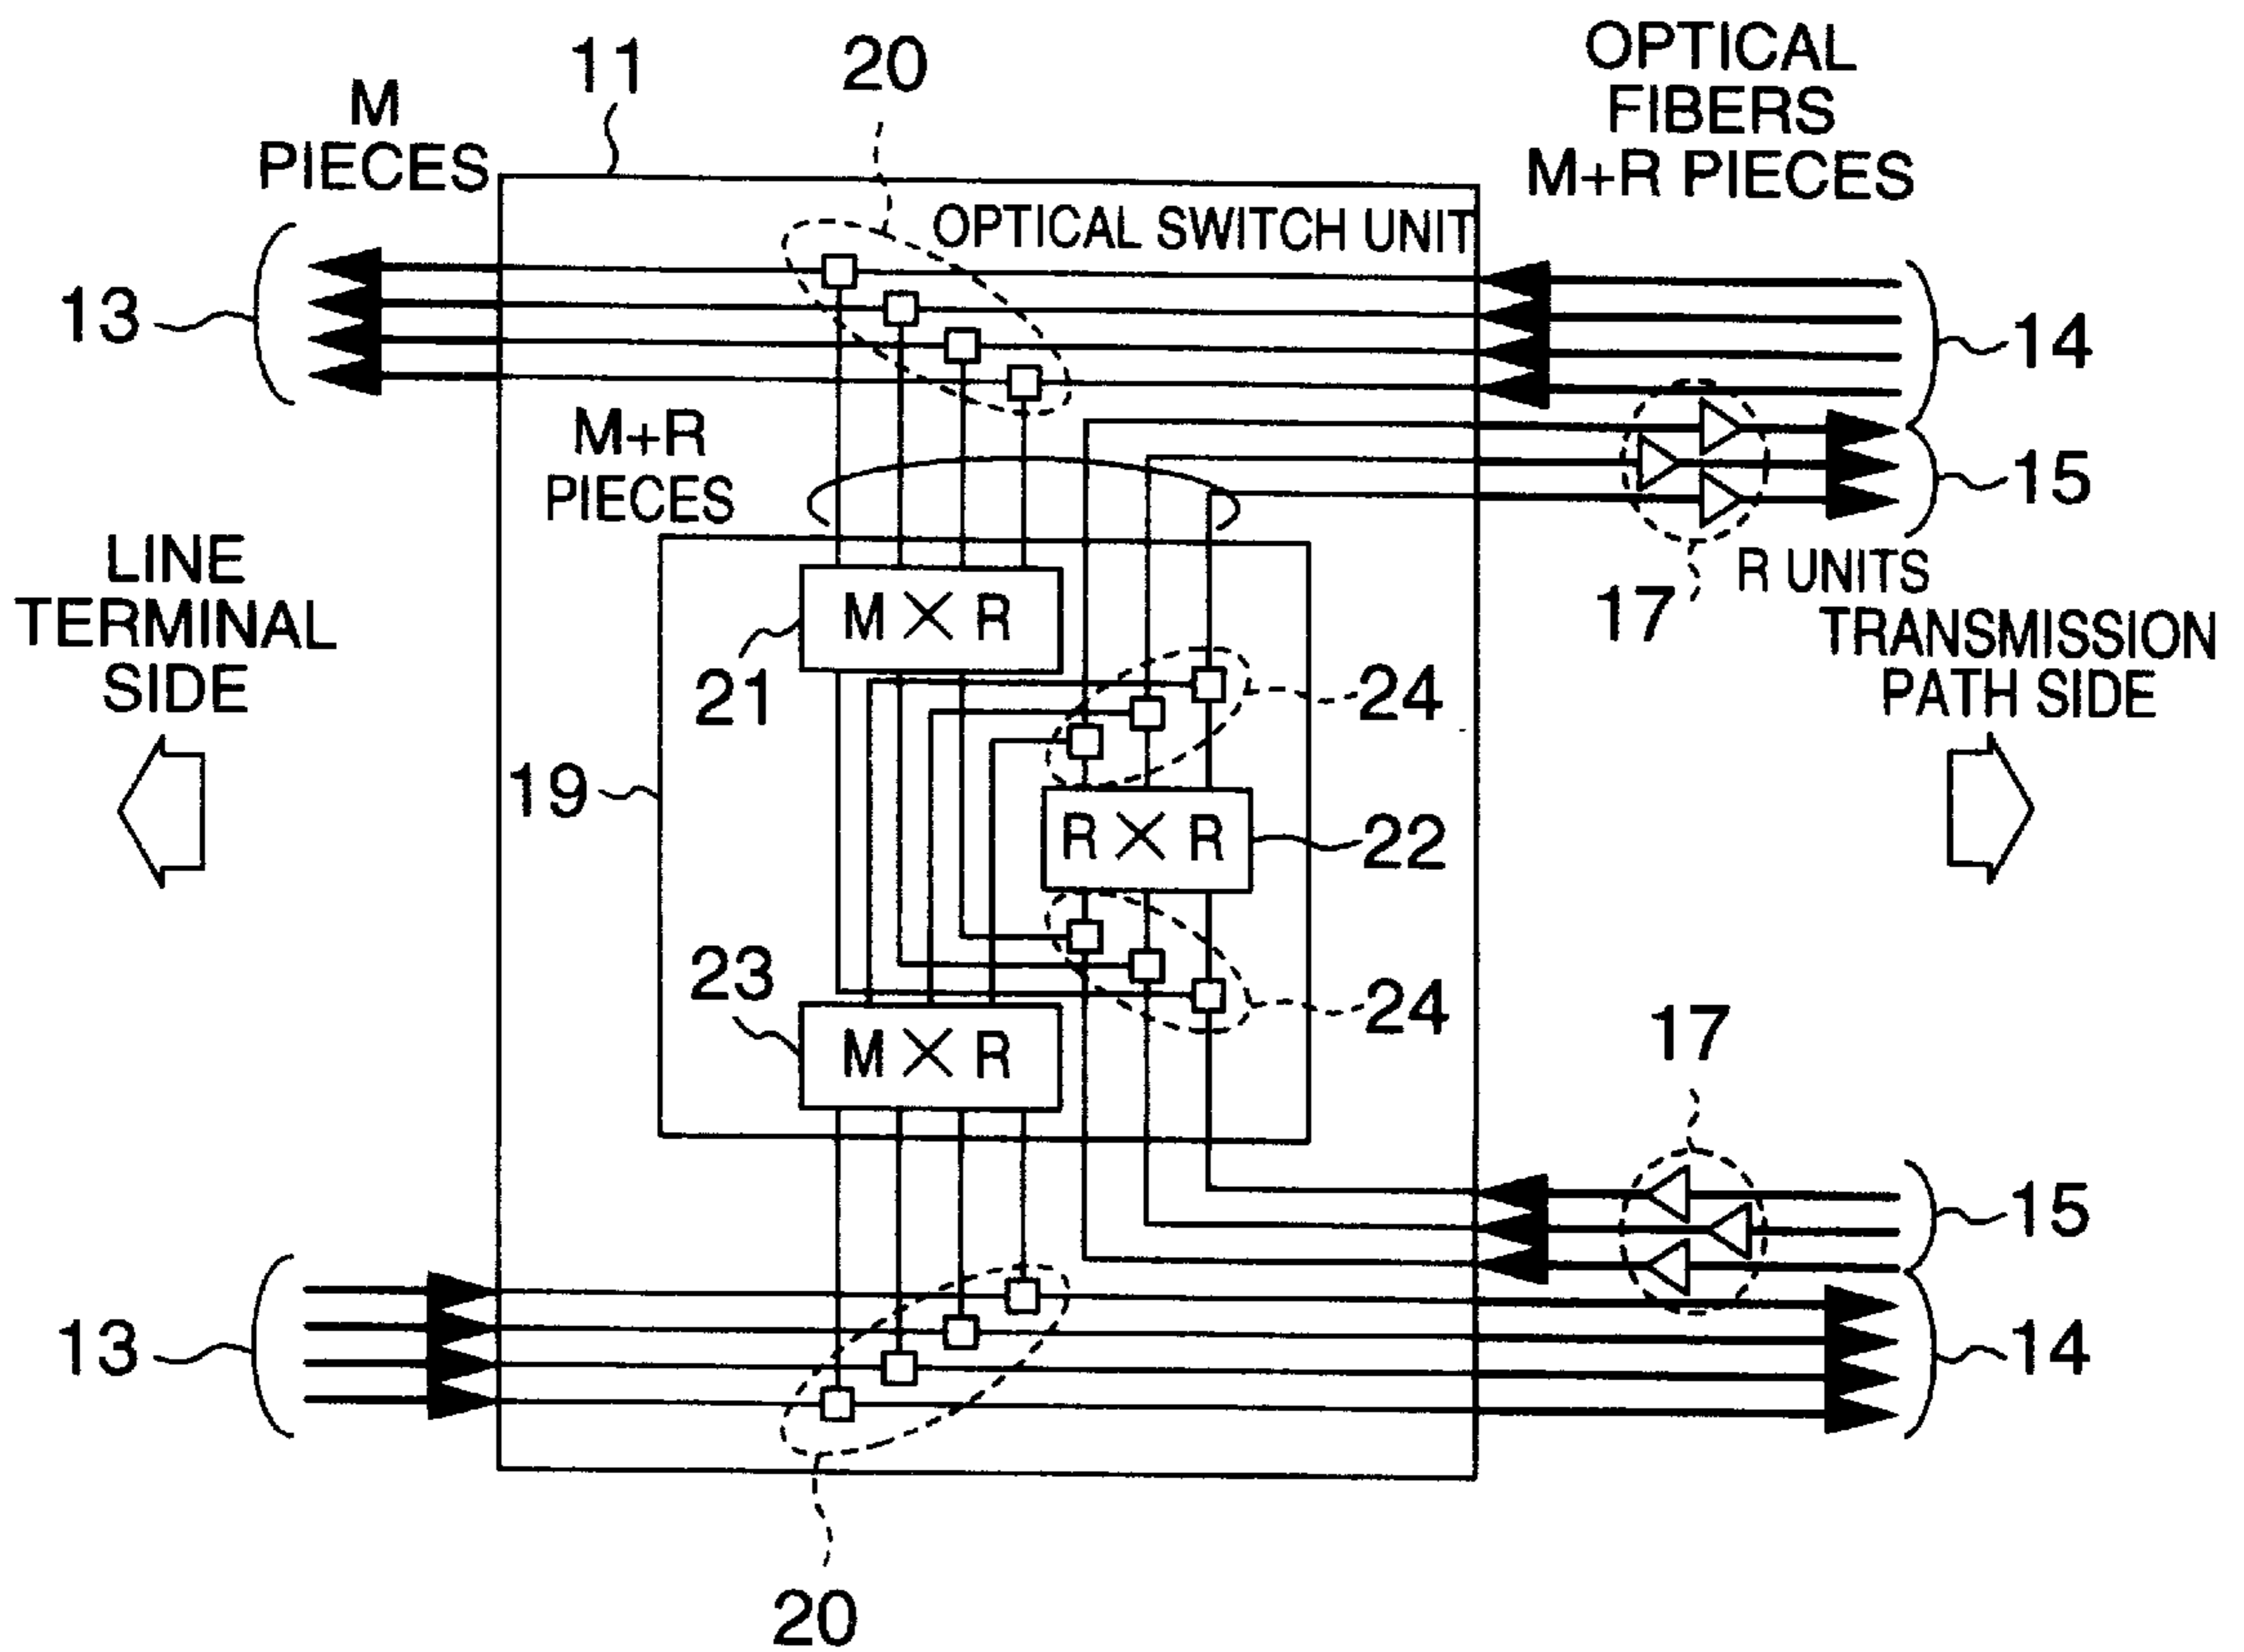 M
PIECES
11
20
OPTICAL
FIBERS
M+R PIECES
OPTICAL SWITCH UNIT
13
14
M+R
PIECES
15
LINE
TERMINAL
SIDE
17
R UNITS
TRANSMISSION
PATH SIDE
M X R
21
24
19
R X R
22
23
24
M X R
17
15
13
14
20